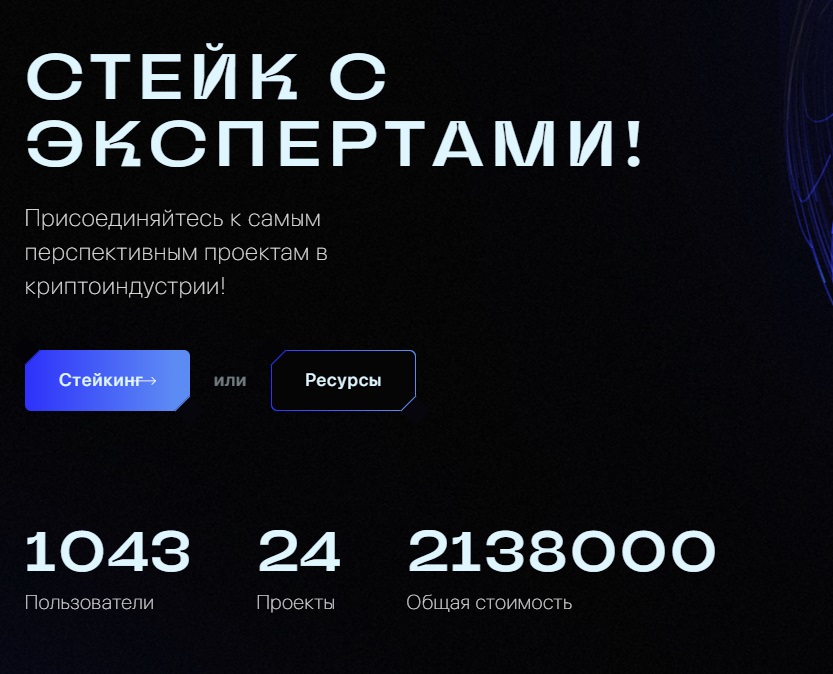 СТЕЙК С
ЭКСПЕРТАМИ!
Присоединяйтесь к самым
перспективным проектам в
криптоиндустрии!
Стейкинг→ или Ресурсы
1043 24 2138000
Пользователи Проекты Общая стоимость